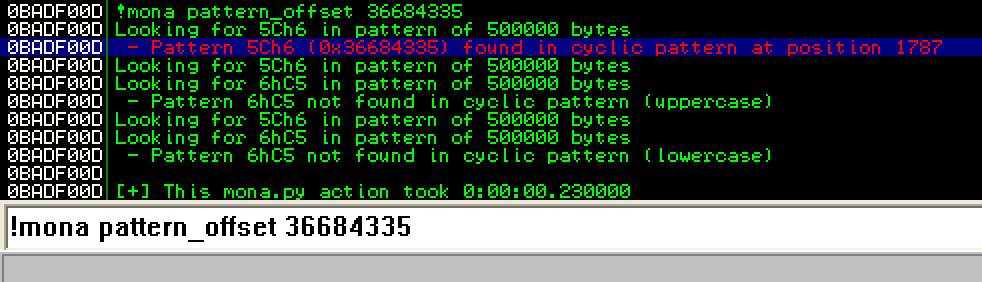 0BADF00D !mona pattern_offset 36684335
0BADF00D Looking for 5Ch6 in pattern of 500000 bytes
0BADF00D - Pattern 5Ch6 (0x36684335) found in cyclic pattern at position 1787
0BADF00D Looking for 5Ch6 in pattern of 500000 bytes
0BADF00D Looking for 6hC5 in pattern of 500000 bytes
0BADF00D - Pattern 6hC5 not found in cyclic pattern (uppercase)
0BADF00D Looking for 5Ch6 in pattern of 500000 bytes
0BADF00D Looking for 6hC5 in pattern of 500000 bytes
0BADF00D - Pattern 6hC5 not found in cyclic pattern (lowercase)
0BADF00D
0BADF00D [+] This mona.py action took 0:00:00.230000
!mona pattern_offset 36684335